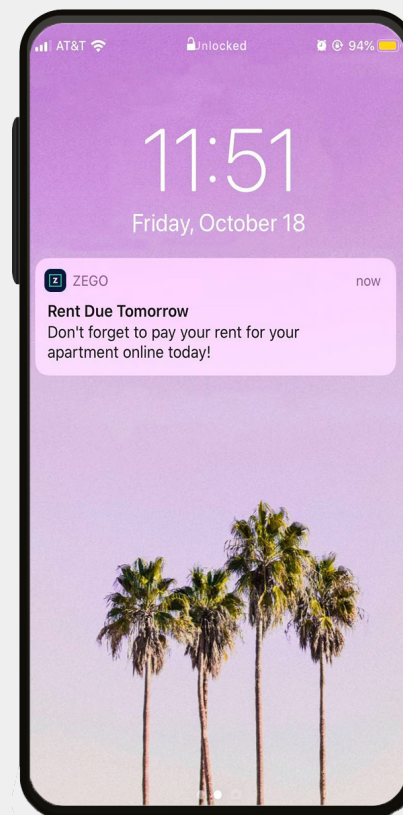 AT&T Unlocked 94%
11:51
Friday, October 18
Z ZEGO now
Rent Due Tomorrow
Don't forget to pay your rent for your
apartment online today!